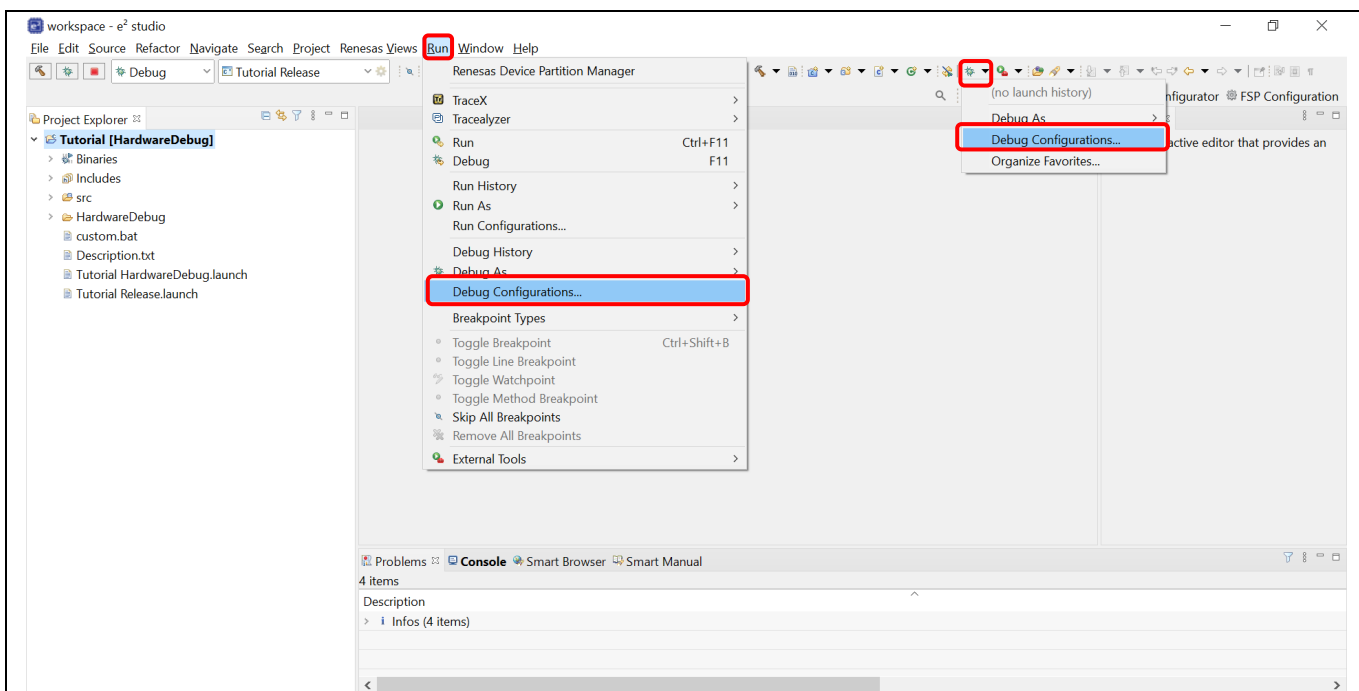 workspace - e² studio
File Edit Source Refactor Navigate Search Project Renesas Views Run Window Help
Debug
Tutorial Release
Project Explorer
Tutorial [HardwareDebug]
Binaries
Includes
src
HardwareDebug
custom.bat
Description.txt
Tutorial HardwareDebug.launch
Tutorial Release.launch
Renesas Device Partition Manager
TraceX
Tracealyzer
Run Ctrl+F11
Debug F11
Run History
Run As
Run Configurations...
Debug History
Debug As
Debug Configurations...
Breakpoint Types
Toggle Breakpoint Ctrl+Shift+B
Toggle Line Breakpoint
Toggle Watchpoint
Toggle Method Breakpoint
Skip All Breakpoints
Remove All Breakpoints
External Tools
(no launch history)
Debug As
Debug Configurations...
Organize Favorites...
nfigurator FSP Configuration
active editor that provides an
Problems Console Smart Browser Smart Manual
4 items
Description
Infos (4 items)